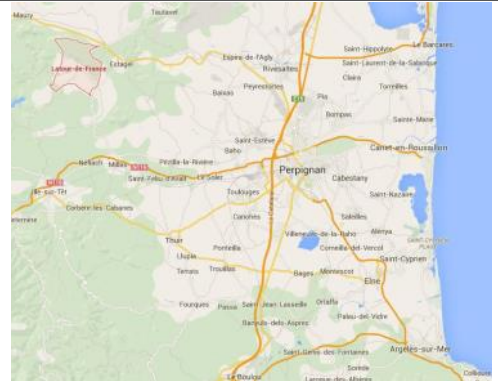 Maury
Tautavel
Le Barcarès
Saint-Hippolyte
Latour-de-France
Estagel
Espira-de-l'Agly
Saint-Laurent-de-la-Salanque
Rivesaltes
Claira
Torreilles
Baixas
Peyrestortes
Pia
Bompas
Sainte-Marie
Saint-Estève
Baho
Canet-en-Roussillon
Néfiach
Millas
Pézilla-la-Rivière
Saint-Feliu-d'Avall
Le Soler
Perpignan
Cabestany
Ille-sur-Têt
Toulouges
Saint-Nazaire
Corbère-les-Cabanes
Canohès
Saleilles
Villeneuve-de-la-Raho
Alénya
Thuir
Ponteilla
Corneilla-del-Vercol
Llupia
Saint-Cyprien
Terrats
Trouillas
Bages
Montescot
Elne
Fourques
Passa
Saint-Jean-Lasseille
Ortaffa
Palau-del-Vidre
Banyuls-dels-Aspres
Saint-Génis-des-Fontaines
Argelès-sur-Mer
Sorède
Le Boulou
Laroque-des-Albères
Collioure